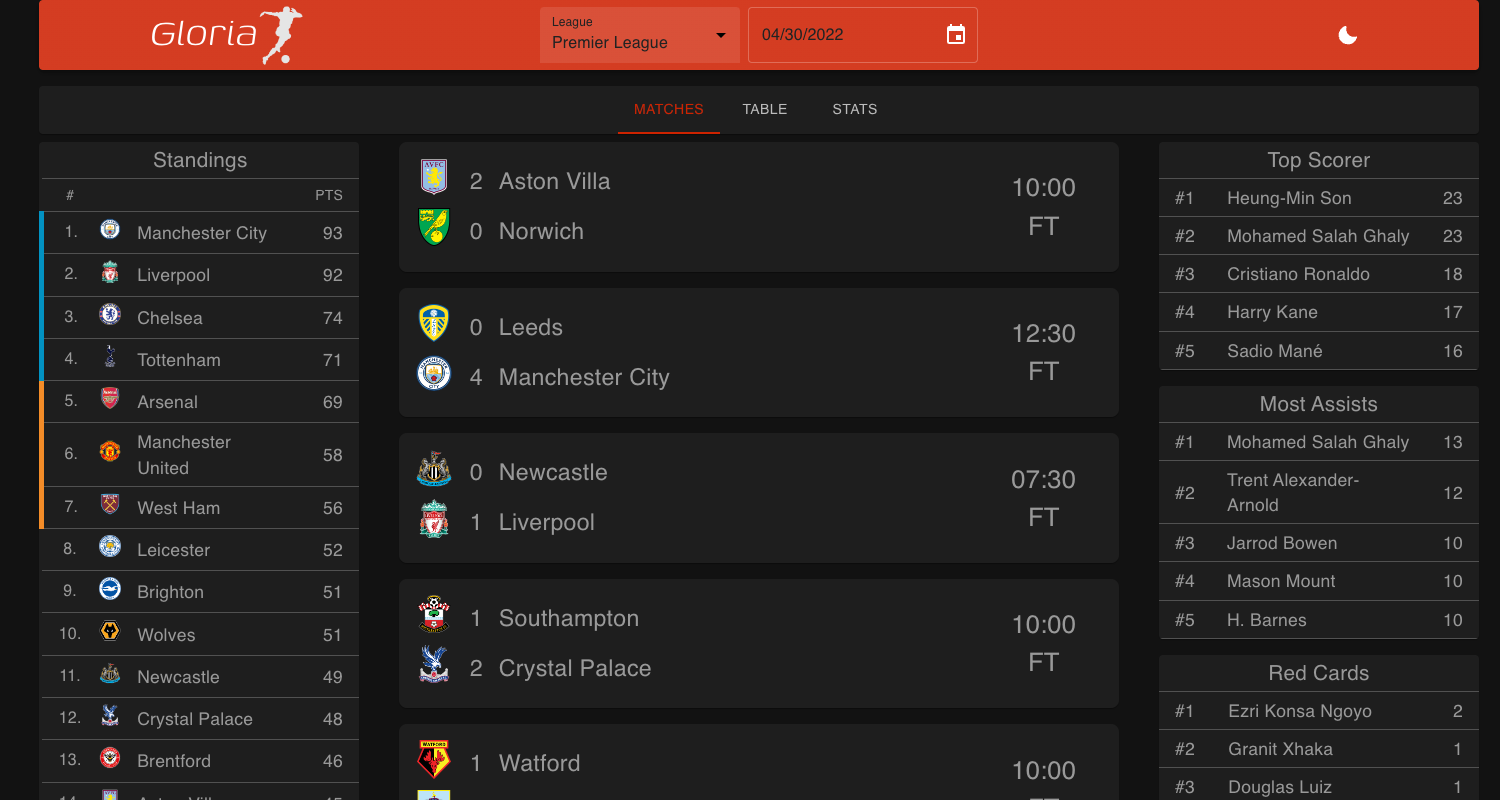 Gloria
League
Premier League
04/30/2022
MATCHES TABLE STATS
Standings
# PTS
1. Manchester City 93
2. Liverpool 92
3. Chelsea 74
4. Tottenham 71
5. Arsenal 69
6. Manchester
United 58
7. West Ham 56
8. Leicester 52
9. Brighton 51
10. Wolves 51
11. Newcastle 49
12. Crystal Palace 48
13. Brentford 46
2 Aston Villa
0 Norwich
10:00
FT
0 Leeds
4 Manchester City
12:30
FT
0 Newcastle
1 Liverpool
07:30
FT
1 Southampton
2 Crystal Palace
10:00
FT
WATFORD
1 Watford
10:00
Top Scorer
#1 Heung-Min Son 23
#2 Mohamed Salah Ghaly 23
#3 Cristiano Ronaldo 18
#4 Harry Kane 17
#5 Sadio Mané 16
Most Assists
#1 Mohamed Salah Ghaly 13
#2 Trent Alexander-
Arnold 12
#3 Jarrod Bowen 10
#4 Mason Mount 10
#5 H. Barnes 10
Red Cards
#1 Ezri Konsa Ngoyo 2
#2 Granit Xhaka 1
#3 Douglas Luiz 1